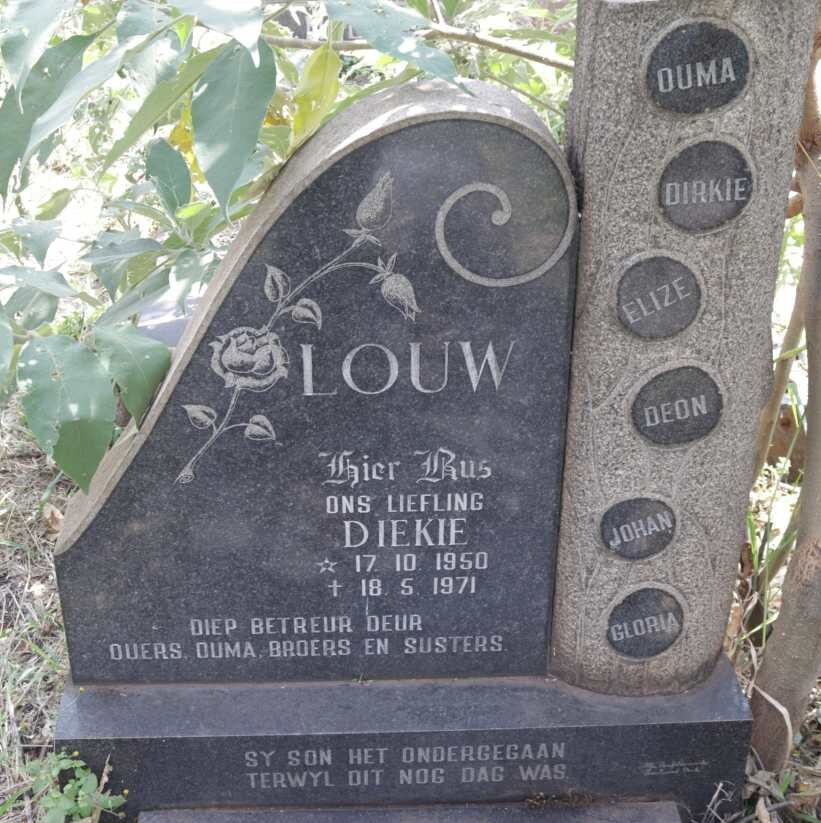 LOUW
Hier Rus
ONS LIEFLING
DIEKIE
☆ 17. 10. 1950
✝ 18. 5. 1971
DIEP BETREUR DEUR
OUERS, OUMA, BROERS EN SUSTERS.
SY SON HET ONDERGEGAAN
TERWYL DIT NOG DAG WAS.
OUMA
DIRKIE
ELIZE
DEON
JOHAN
GLORIA